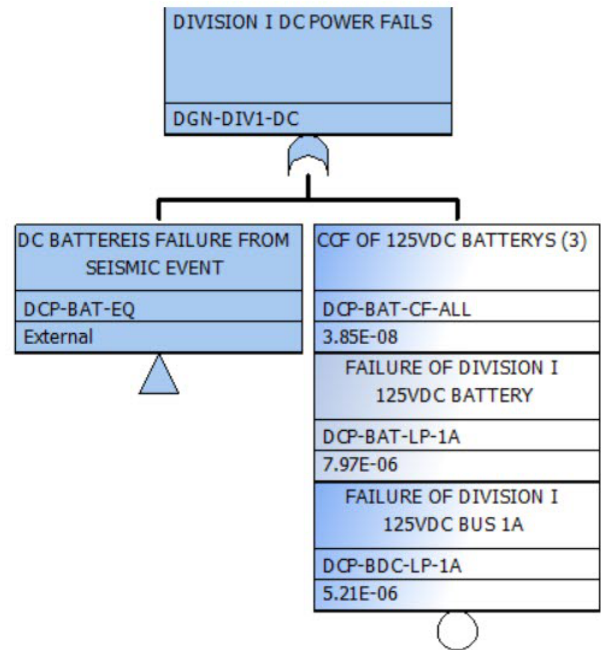 DIVISION I DC POWER FAILS
DGN-DIV1-DC
DC BATTEREIS FAILURE FROM
SEISMIC EVENT
DCP-BAT-EQ
External
CCF OF 125VDC BATTERYS (3)
DCP-BAT-CF-ALL
3.85E-08
FAILURE OF DIVISION I
125VDC BATTERY
DCP-BAT-LP-1A
7.97E-06
FAILURE OF DIVISION I
125VDC BUS 1A
DCP-BDC-LP-1A
5.21E-06